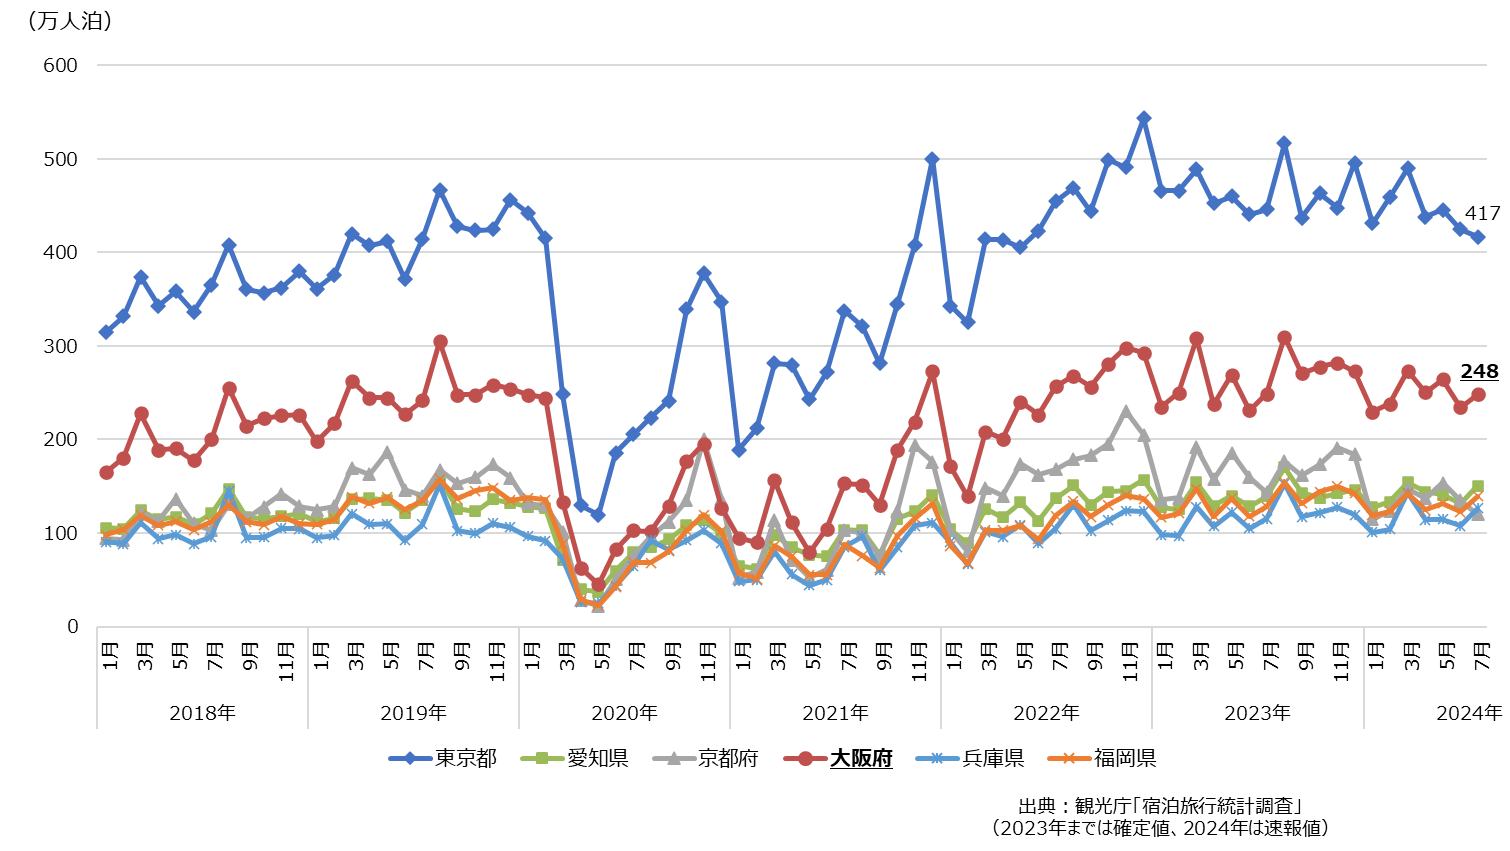 （万人泊）
600
500
400
300
200
100
0
417
248
1月 3月 5月 7月 9月 11月 1月 3月 5月 7月 9月 11月 1月 3月 5月 7月 9月 11月 1月 3月 5月 7月 9月 11月 1月 3月 5月 7月 9月 11月 1月 3月 5月 7月 9月 11月 1月 3月 5月 7月
2018年 2019年 2020年 2021年 2022年 2023年 2024年
東京都 愛知県 京都府 大阪府 兵庫県 福岡県
出典：観光庁「宿泊旅行統計調査」
（2023年までは確定値、2024年は速報値）